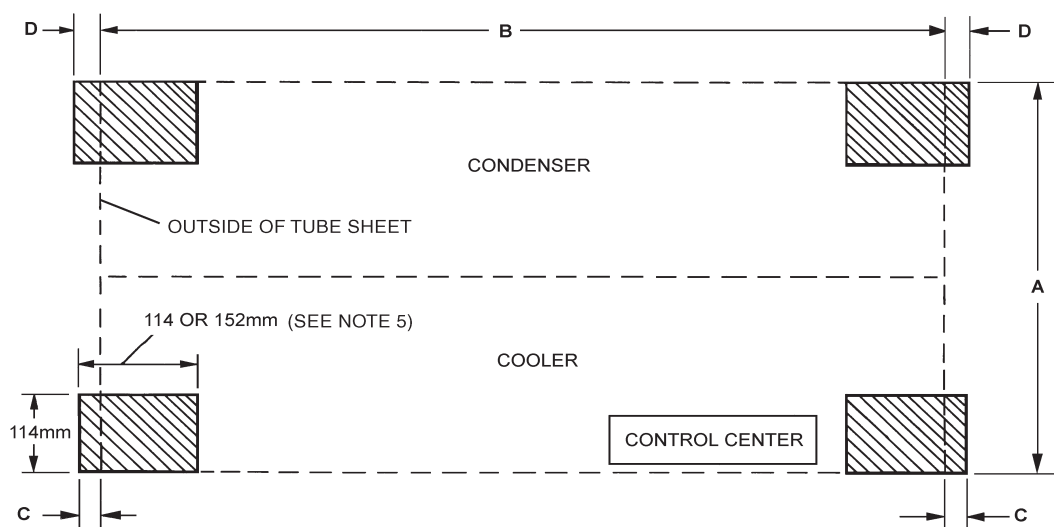 D B D
CONDENSER
OUTSIDE OF TUBE SHEET
A
114 OR 152mm (SEE NOTE 5)
COOLER
114mm
CONTROL CENTER
C C